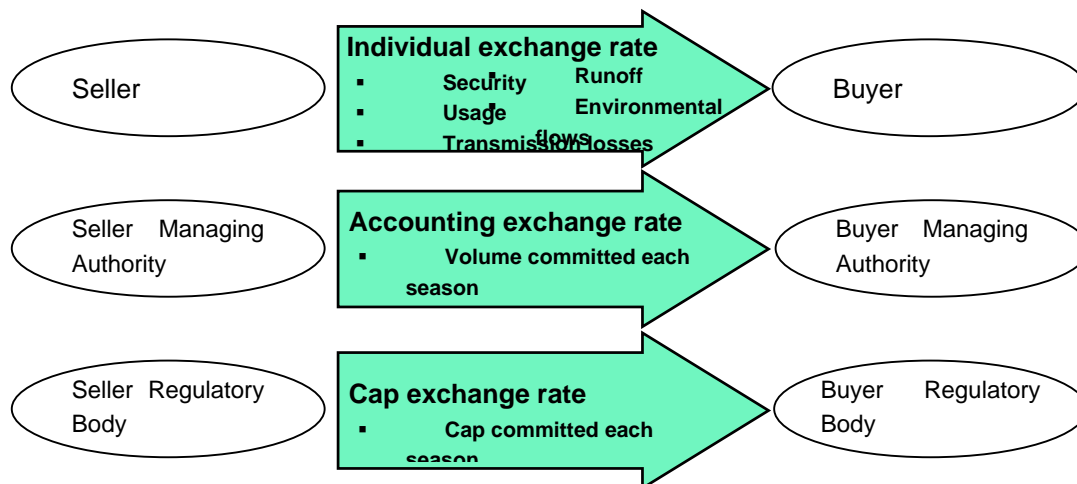 Seller
Individual exchange rate
▪ Security
▪ Usage
▪ Transmission losses
▪ Runoff
▪ Environmental
flows
Buyer
Seller Managing
Authority
Accounting exchange rate
▪ Volume committed each
season
Buyer Managing
Authority
Seller Regulatory
Body
Cap exchange rate
▪ Cap committed each
season
Buyer Regulatory
Body